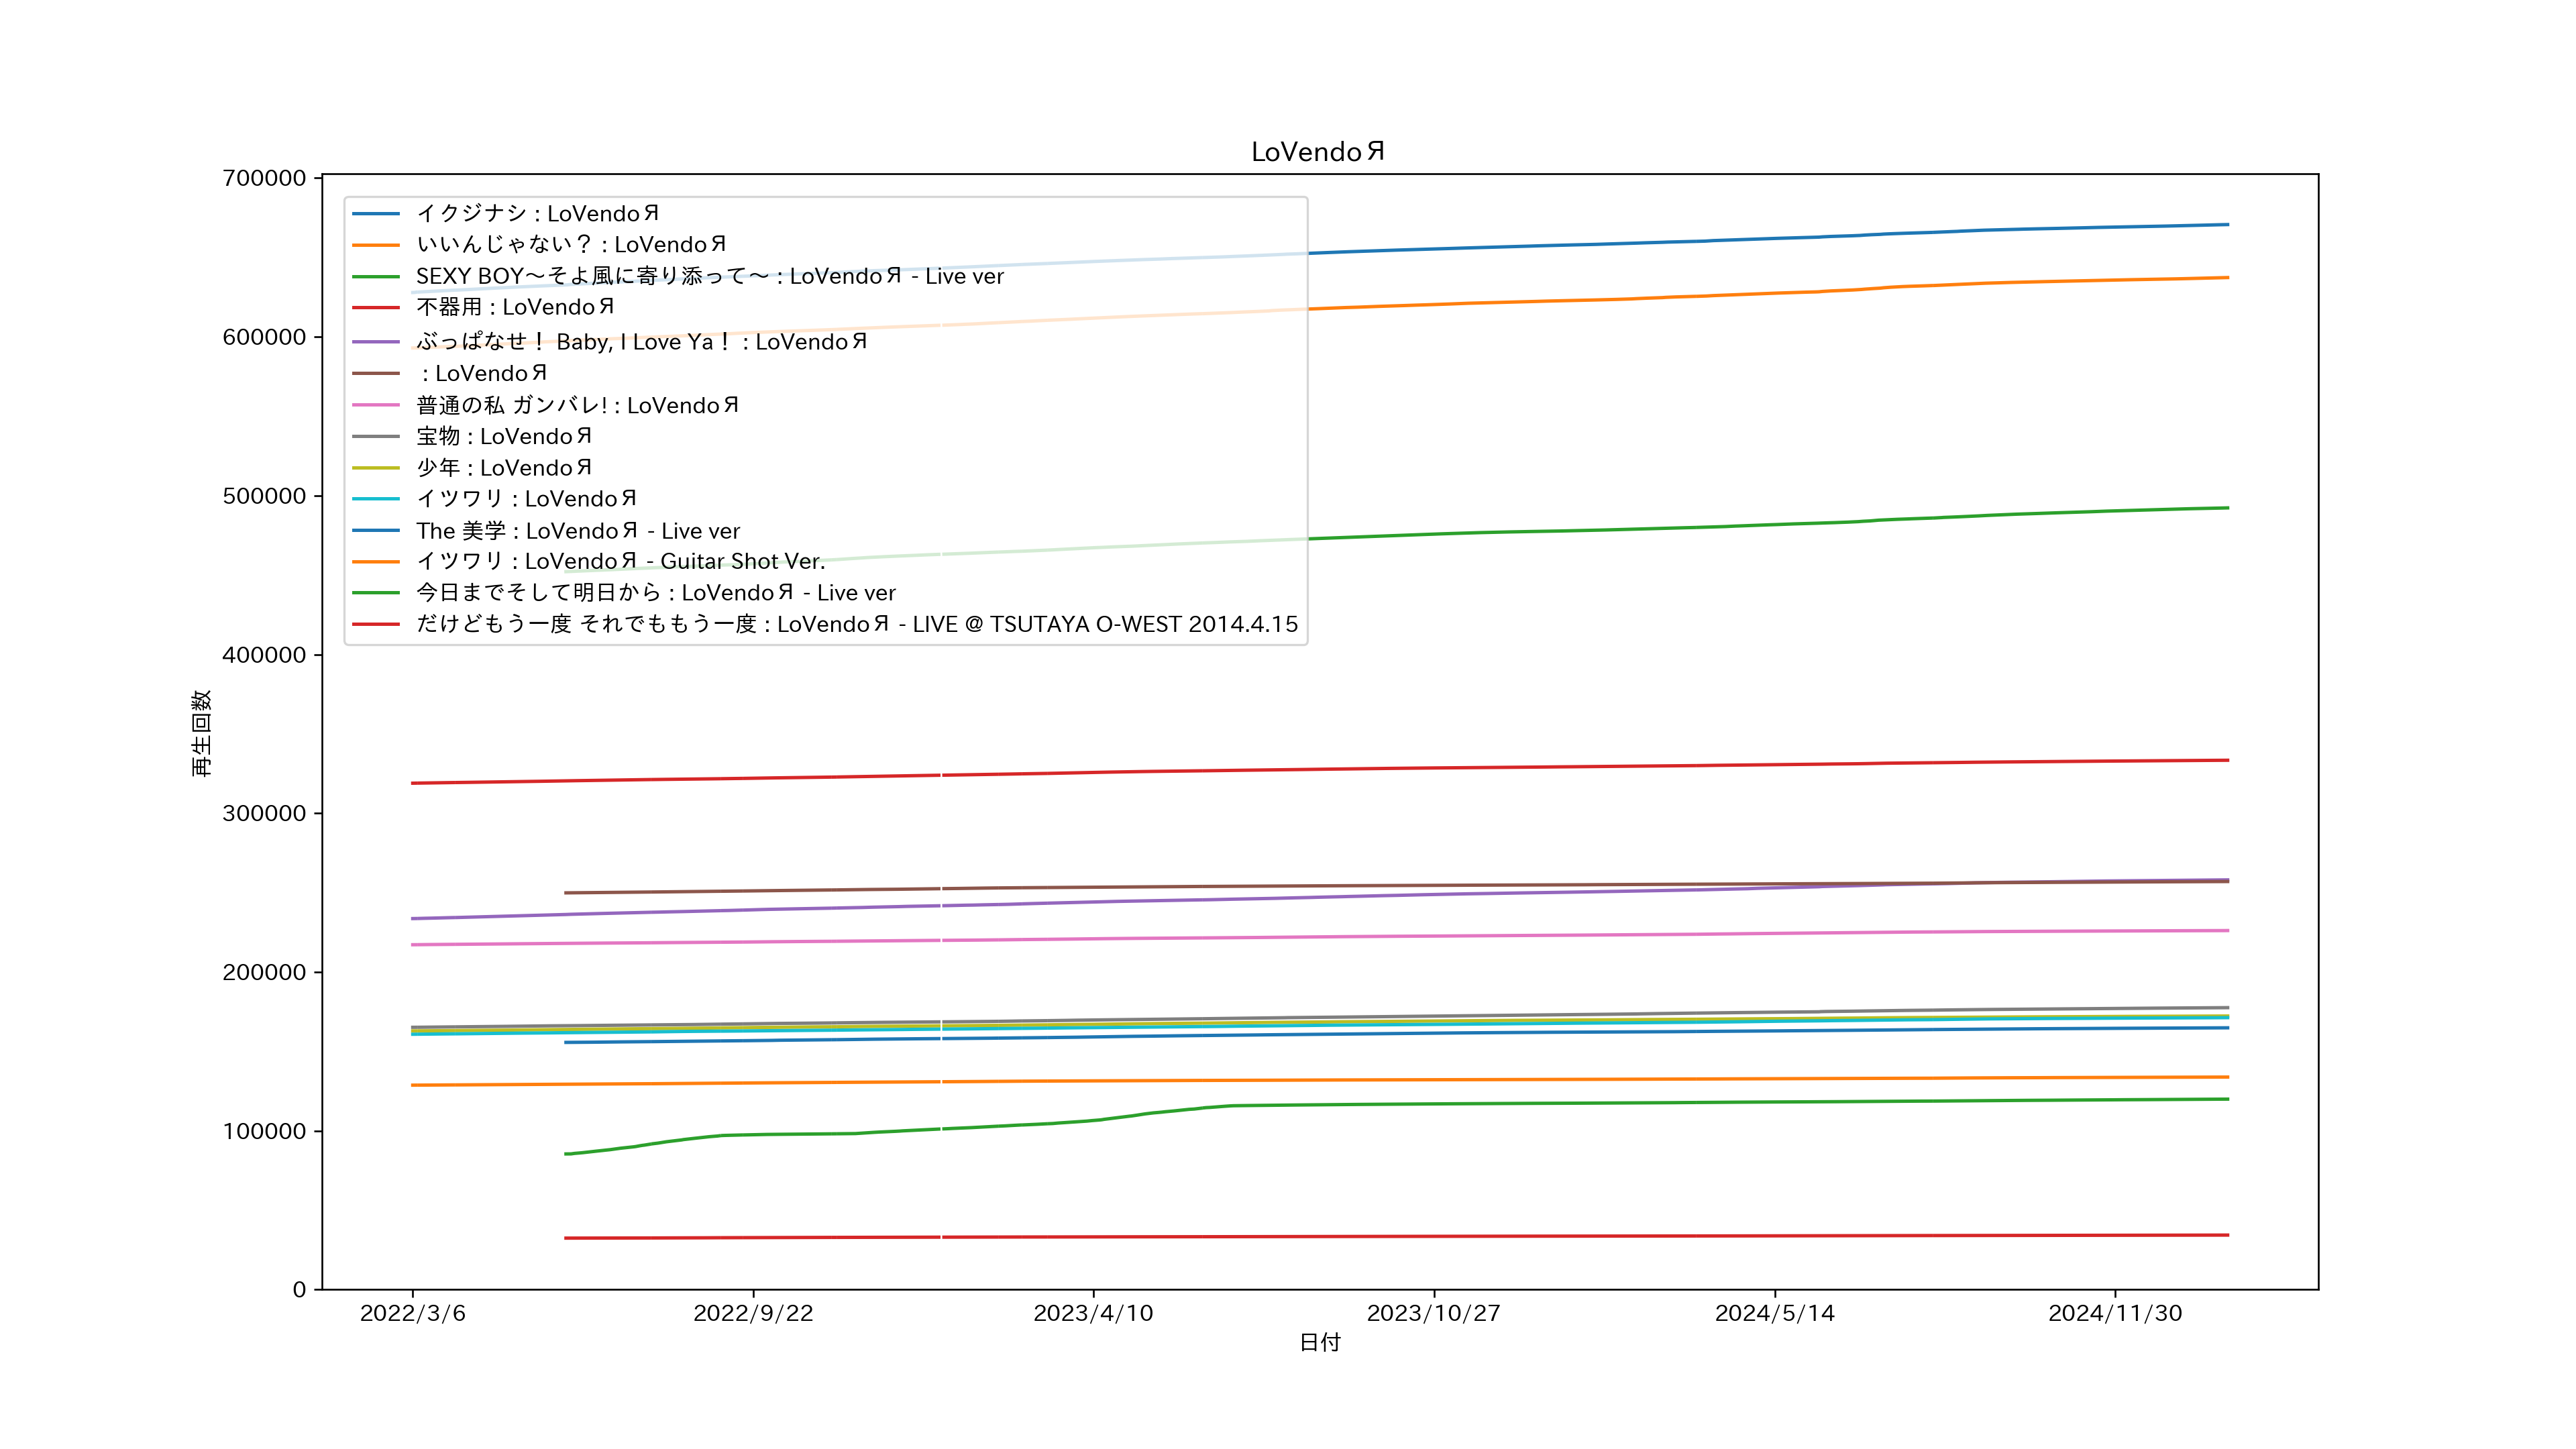 LoVendoЯ
700000
600000
500000
400000
300000
200000
100000
0
再生回数
イクジナシ : LoVendoЯ
いいんじゃない？ : LoVendoЯ
SEXY BOY～そよ風に寄り添って～ : LoVendoЯ - Live ver
不器用 : LoVendoЯ
ぶっぱなせ！ Baby, I Love Ya！ : LoVendoЯ
: LoVendoЯ
普通の私 ガンバレ! : LoVendoЯ
宝物 : LoVendoЯ
少年 : LoVendoЯ
イツワリ : LoVendoЯ
The 美学 : LoVendoЯ - Live ver
イツワリ : LoVendoЯ - Guitar Shot Ver.
今日までそして明日から : LoVendoЯ - Live ver
だけどもう一度 それでももう一度 : LoVendoЯ - LIVE @ TSUTAYA O-WEST 2014.4.15
2022/3/6
2022/9/22
2023/4/10
2023/10/27
2024/5/14
2024/11/30
日付